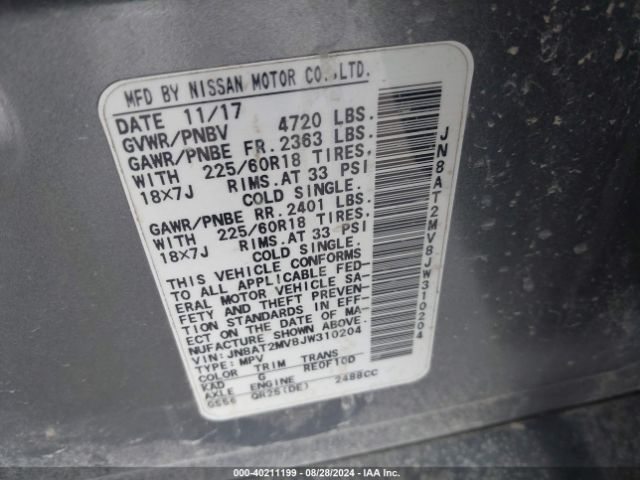 MFD BY NISSAN MOTOR CO.,LTD.
DATE 11/17
GVWR/PNBV 4720 LBS.
GAWR/PNBE FR. 2363 LBS.
WITH 225/60R18 TIRES.
18X7J RIMS.AT 33 PSI
COLD SINGLE.
GAWR/PNBE RR. 2401 LBS.
WITH 225/60R18 TIRES.
18X7J RIMS.AT 33 PSI
COLD SINGLE.
THIS VEHICLE CONFORMS
TO ALL APPLICABLE FED-
ERAL MOTOR VEHICLE SA-
FETY AND THEFT PREVEN-
TION STANDARDS IN EFF-
ECT ON THE DATE OF MA-
NUFACTURE SHOWN ABOVE.
VIN: JN8AT2MV8JW310204
TYPE: MPV
COLOR TRIM TRANS
G RE0F10D
AXLE ENGINE
GS56 QR25(DE) 2488CC
JN8AT2MV8JW310204
000-40211199 | 08/28/2024 | IAA Inc.